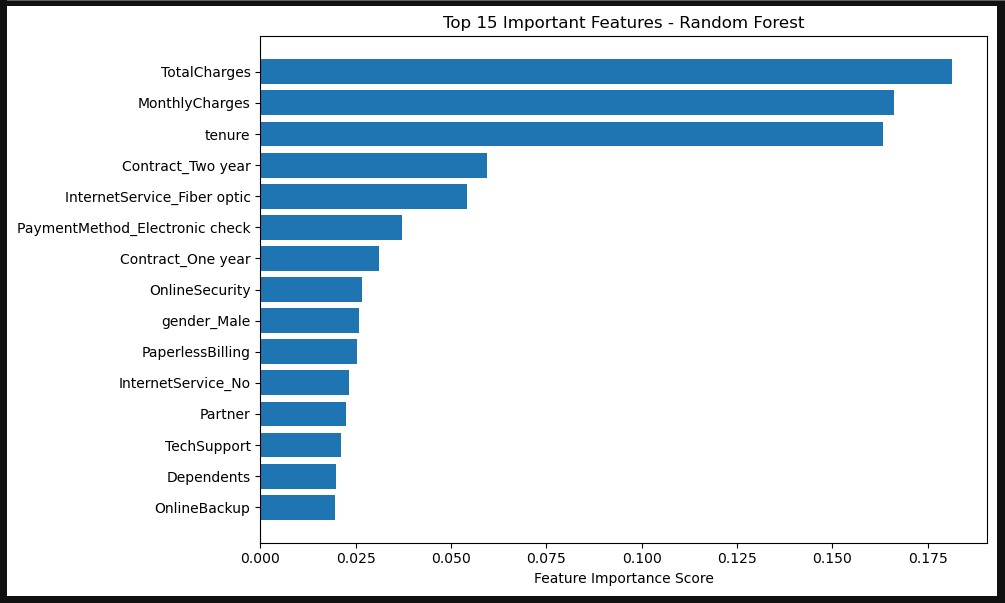 Top 15 Important Features - Random Forest
TotalCharges
MonthlyCharges
tenure
Contract_Two year
InternetService_Fiber optic
PaymentMethod_Electronic check
Contract_One year
OnlineSecurity
gender_Male
PaperlessBilling
InternetService_No
Partner
TechSupport
Dependents
OnlineBackup
0.000 0.025 0.050 0.075 0.100 0.125 0.150 0.175
Feature Importance Score